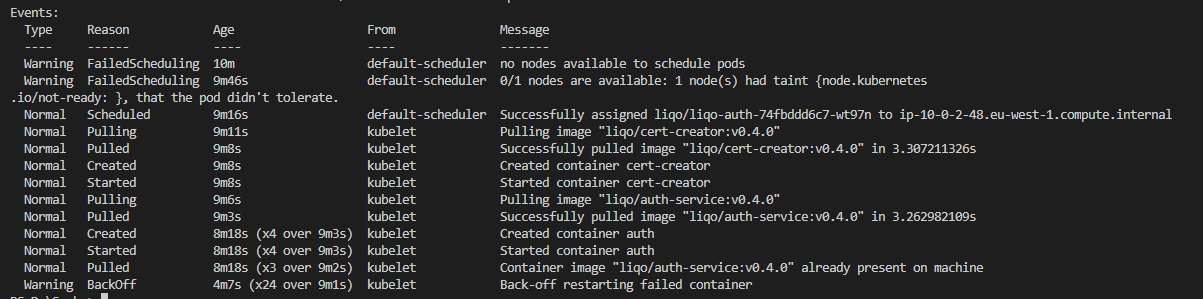 Events:
Type Reason Age From Message
---- ------ ---- ---- -------
Warning FailedScheduling 10m default-scheduler no nodes available to schedule pods
Warning FailedScheduling 9m46s default-scheduler 0/1 nodes are available: 1 node(s) had taint {node.kubernetes
.io/not-ready: }, that the pod didn't tolerate.
Normal Scheduled 9m16s default-scheduler Successfully assigned liqo/liqo-auth-74fbddd6c7-wt97n to ip-10-0-2-48.eu-west-1.compute.internal
Normal Pulling 9m11s kubelet Pulling image "liqo/cert-creator:v0.4.0"
Normal Pulled 9m8s kubelet Successfully pulled image "liqo/cert-creator:v0.4.0" in 3.307211326s
Normal Created 9m8s kubelet Created container cert-creator
Normal Started 9m8s kubelet Started container cert-creator
Normal Pulling 9m6s kubelet Pulling image "liqo/auth-service:v0.4.0"
Normal Pulled 9m3s kubelet Successfully pulled image "liqo/auth-service:v0.4.0" in 3.262982109s
Normal Created 8m18s (x4 over 9m3s) kubelet Created container auth
Normal Started 8m18s (x4 over 9m3s) kubelet Started container auth
Normal Pulled 8m18s (x3 over 9m2s) kubelet Container image "liqo/auth-service:v0.4.0" already present on machine
Warning BackOff 4m7s (x24 over 9m1s) kubelet Back-off restarting failed container